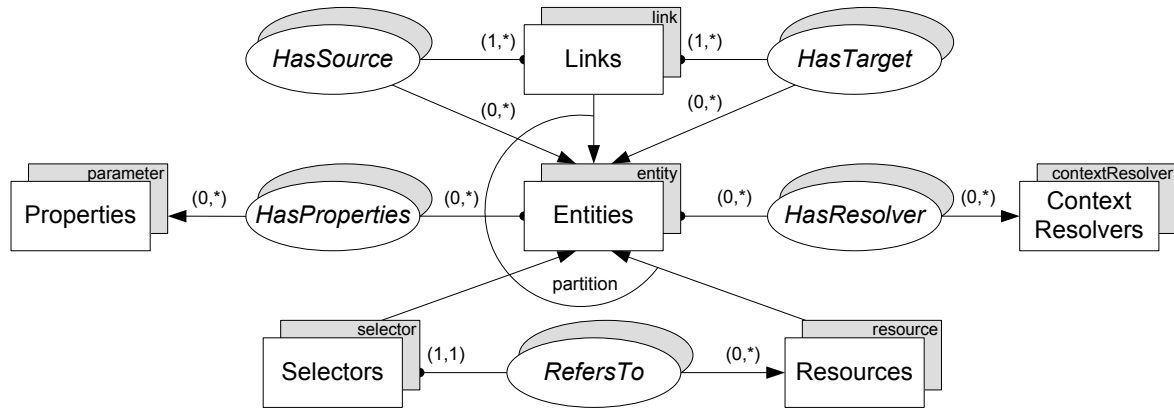 link
HasSource
(1,*)
Links
(1,*)
HasTarget
(0,*)
(0,*)
parameter
entity
contextResolver
Properties
(0,*)
HasProperties
(0,*)
Entities
(0,*)
HasResolver
(0,*)
Context
Resolvers
partition
selector
resource
Selectors
(1,1)
RefersTo
(0,*)
Resources